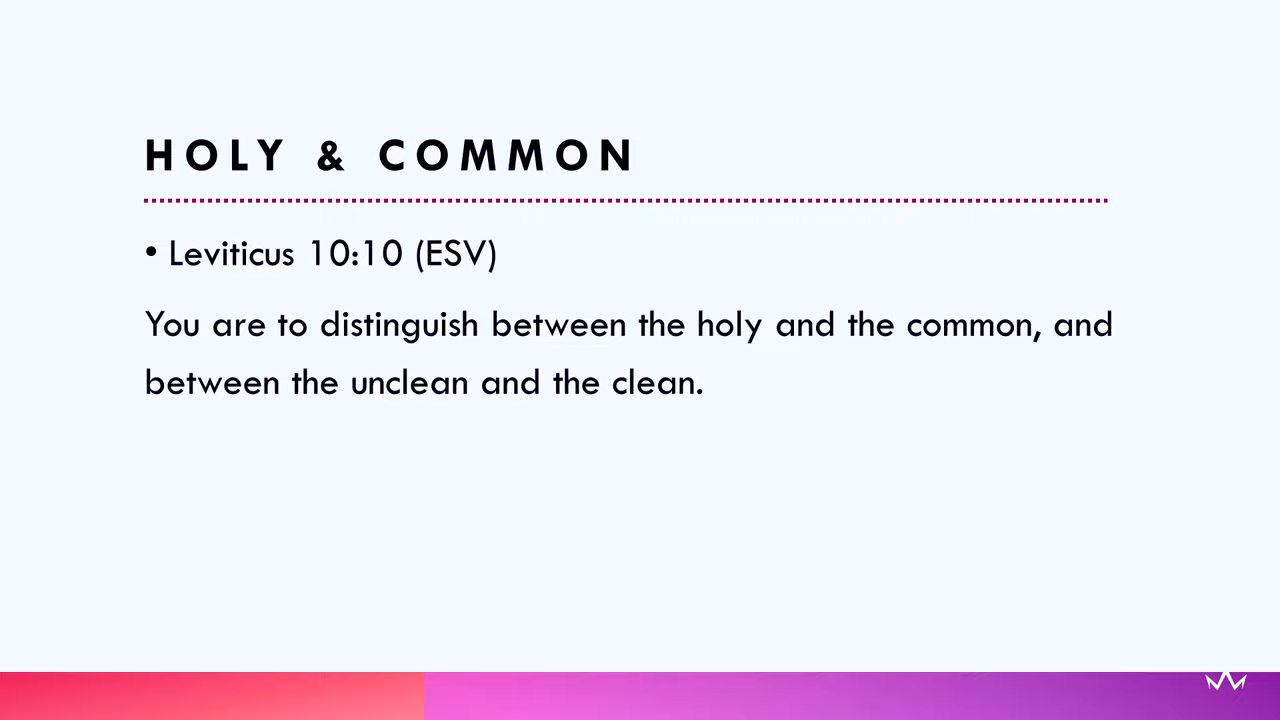 HOLY & COMMON
• Leviticus 10:10 (ESV)
You are to distinguish between the holy and the common, and
between the unclean and the clean.